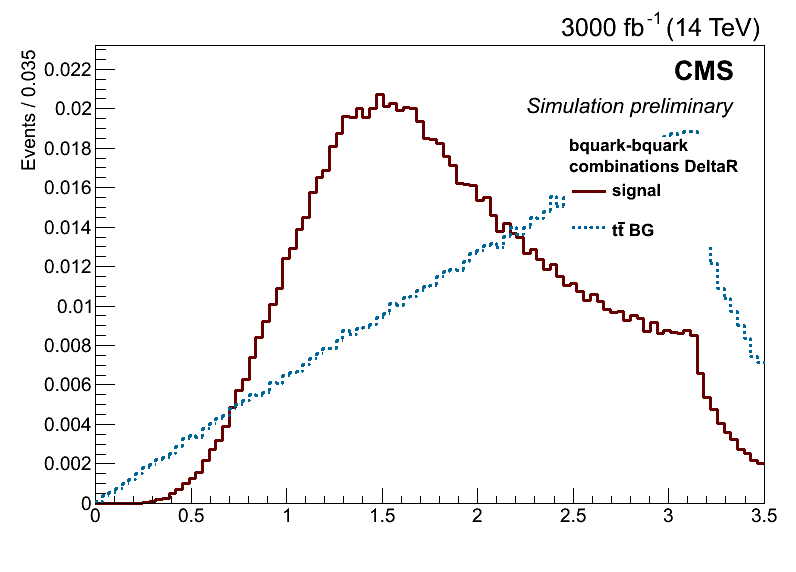 3000 fb-1 (14 TeV)
CMS
Simulation preliminary
bquark-bquark
combinations DeltaR
signal
tt̄ BG
Events / 0.035
0.022
0.02
0.018
0.016
0.014
0.012
0.01
0.008
0.006
0.004
0.002
0
0 0.5 1 1.5 2 2.5 3 3.5